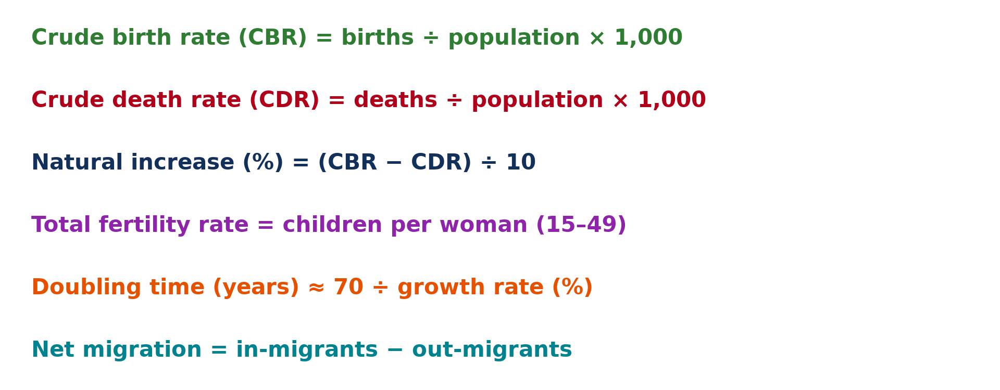 Crude birth rate (CBR) = births ÷ population × 1,000
Crude death rate (CDR) = deaths ÷ population × 1,000
Natural increase (%) = (CBR − CDR) ÷ 10
Total fertility rate = children per woman (15–49)
Doubling time (years) ≈ 70 ÷ growth rate (%)
Net migration = in-migrants − out-migrants